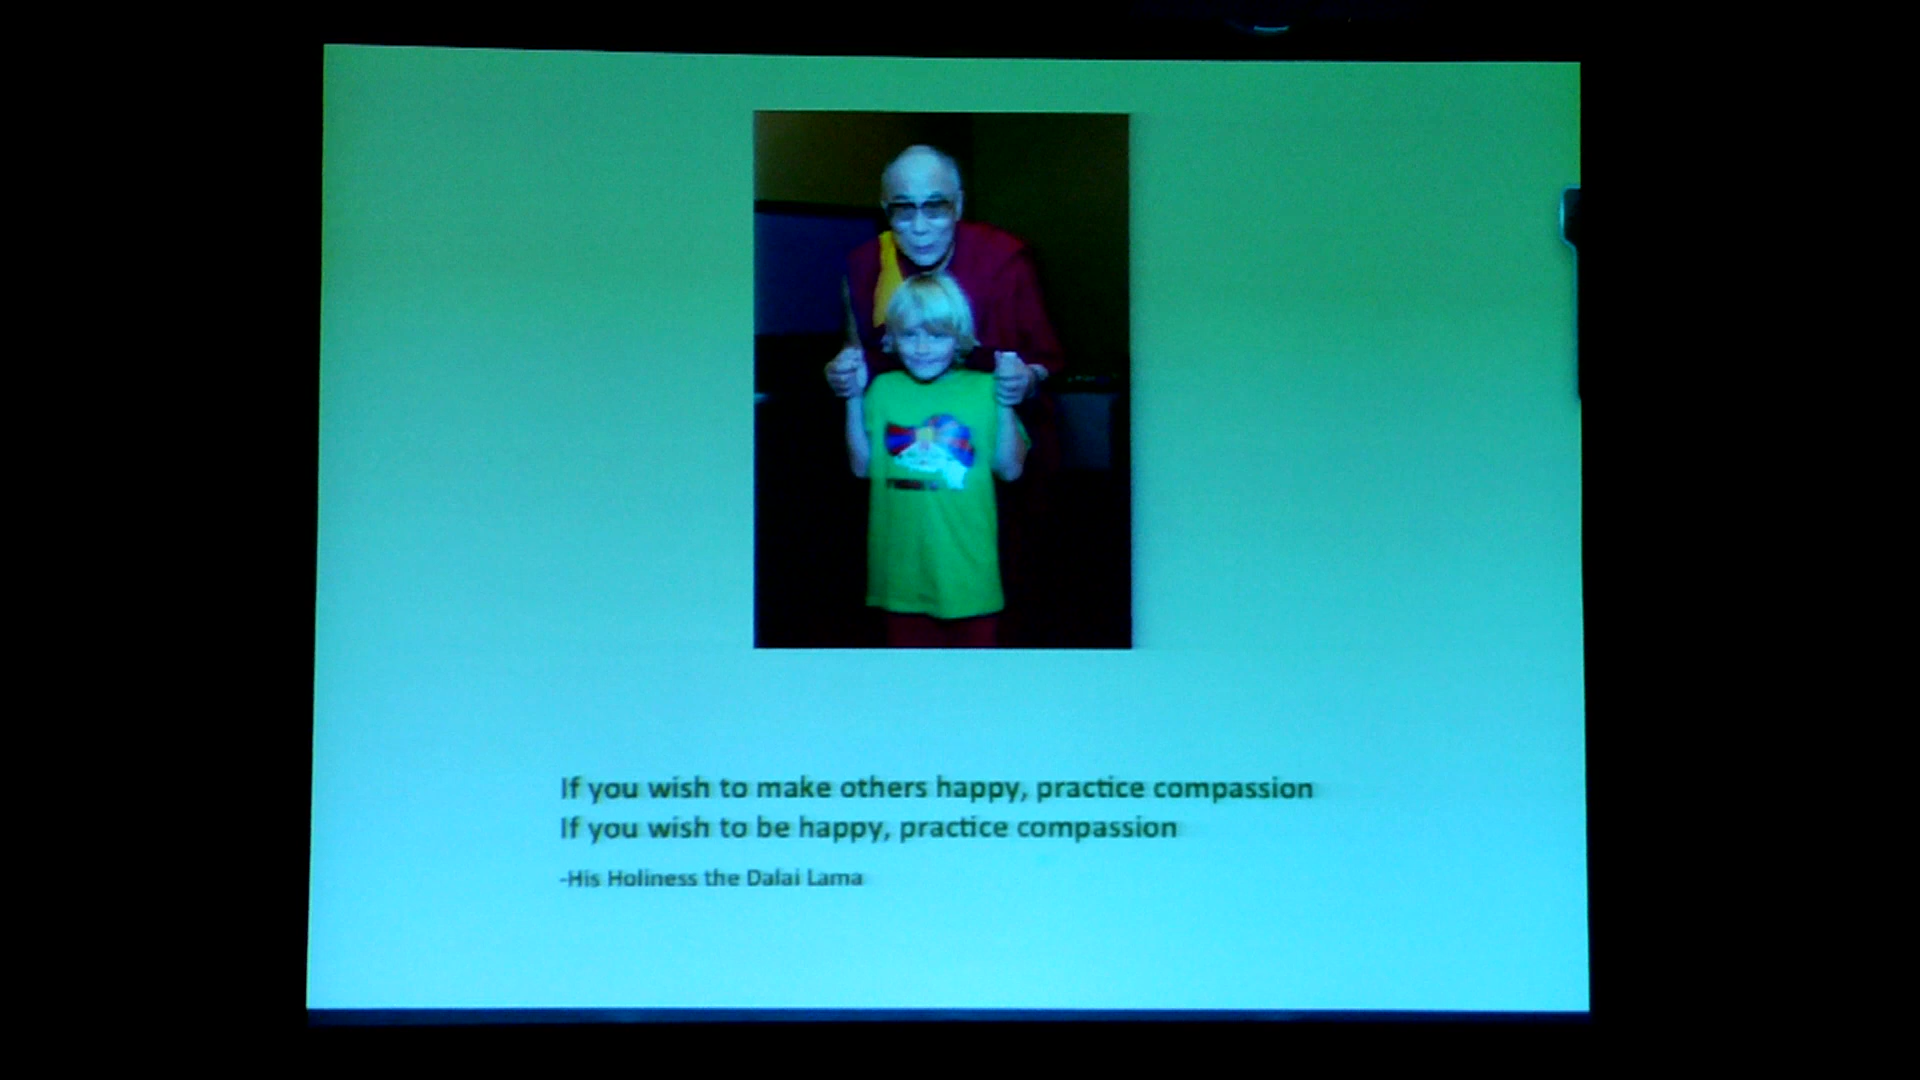 If you wish to make others happy, practice compassion
If you wish to be happy, practice compassion
-His Holiness the Dalai Lama